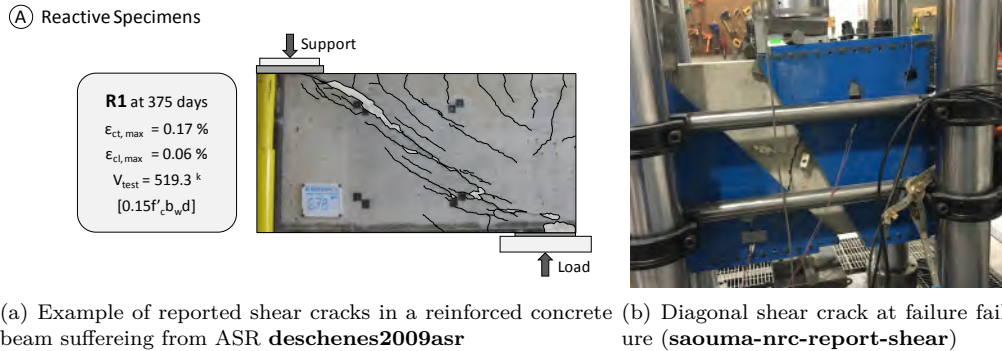 A Reactive Specimens
Support
R1 at 375 days
εct, max = 0.17 %
εcl,max = 0.06 %
Vtest = 519.3 k
[0.15f'cbwd]
Load
(a) Example of reported shear cracks in a reinforced concrete
beam suffereing from ASR deschenes2009asr
(b) Diagonal shear crack at failure fail
ure (saouma-nrc-report-shear)